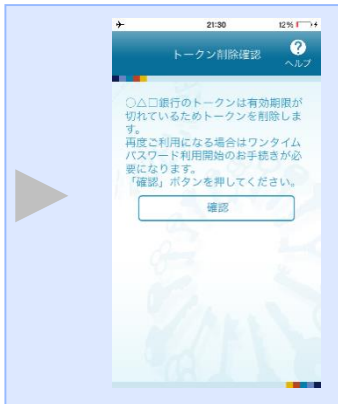 21:30
12%
トークン削除確認
?
ヘルプ
○△□銀行のトークンは有効期限が
切れているためトークンを削除しま
す。
再度ご利用になる場合はワンタイム
パスワード利用開始のお手続きが必
要になります。
「確認」ボタンを押してください。
確認